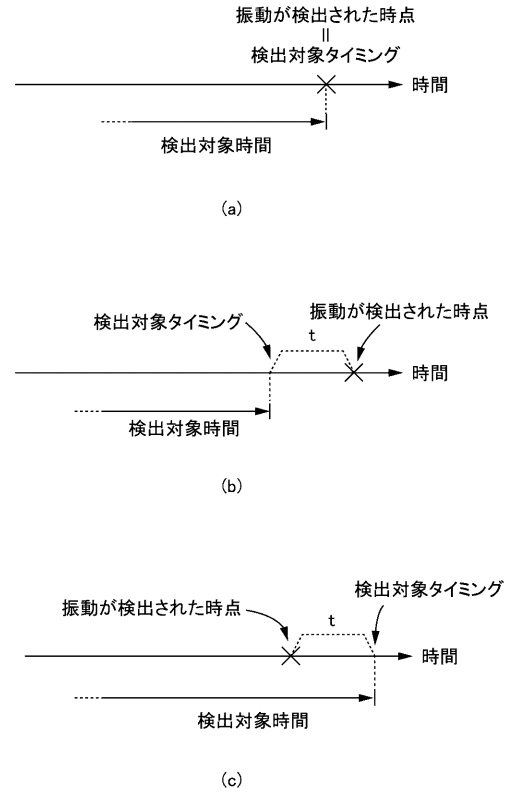 振動が検出された時点
=
検出対象タイミング
時間
検出対象時間
(a)
振動が検出された時点
検出対象タイミング
t
時間
検出対象時間
(b)
検出対象タイミング
振動が検出された時点
t
時間
検出対象時間
(c)